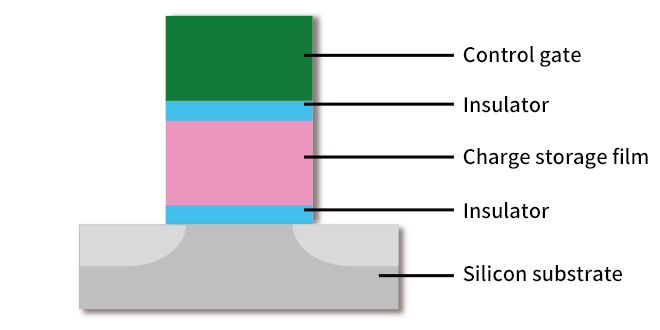 Control gate
Insulator
Charge storage film
Insulator
Silicon substrate